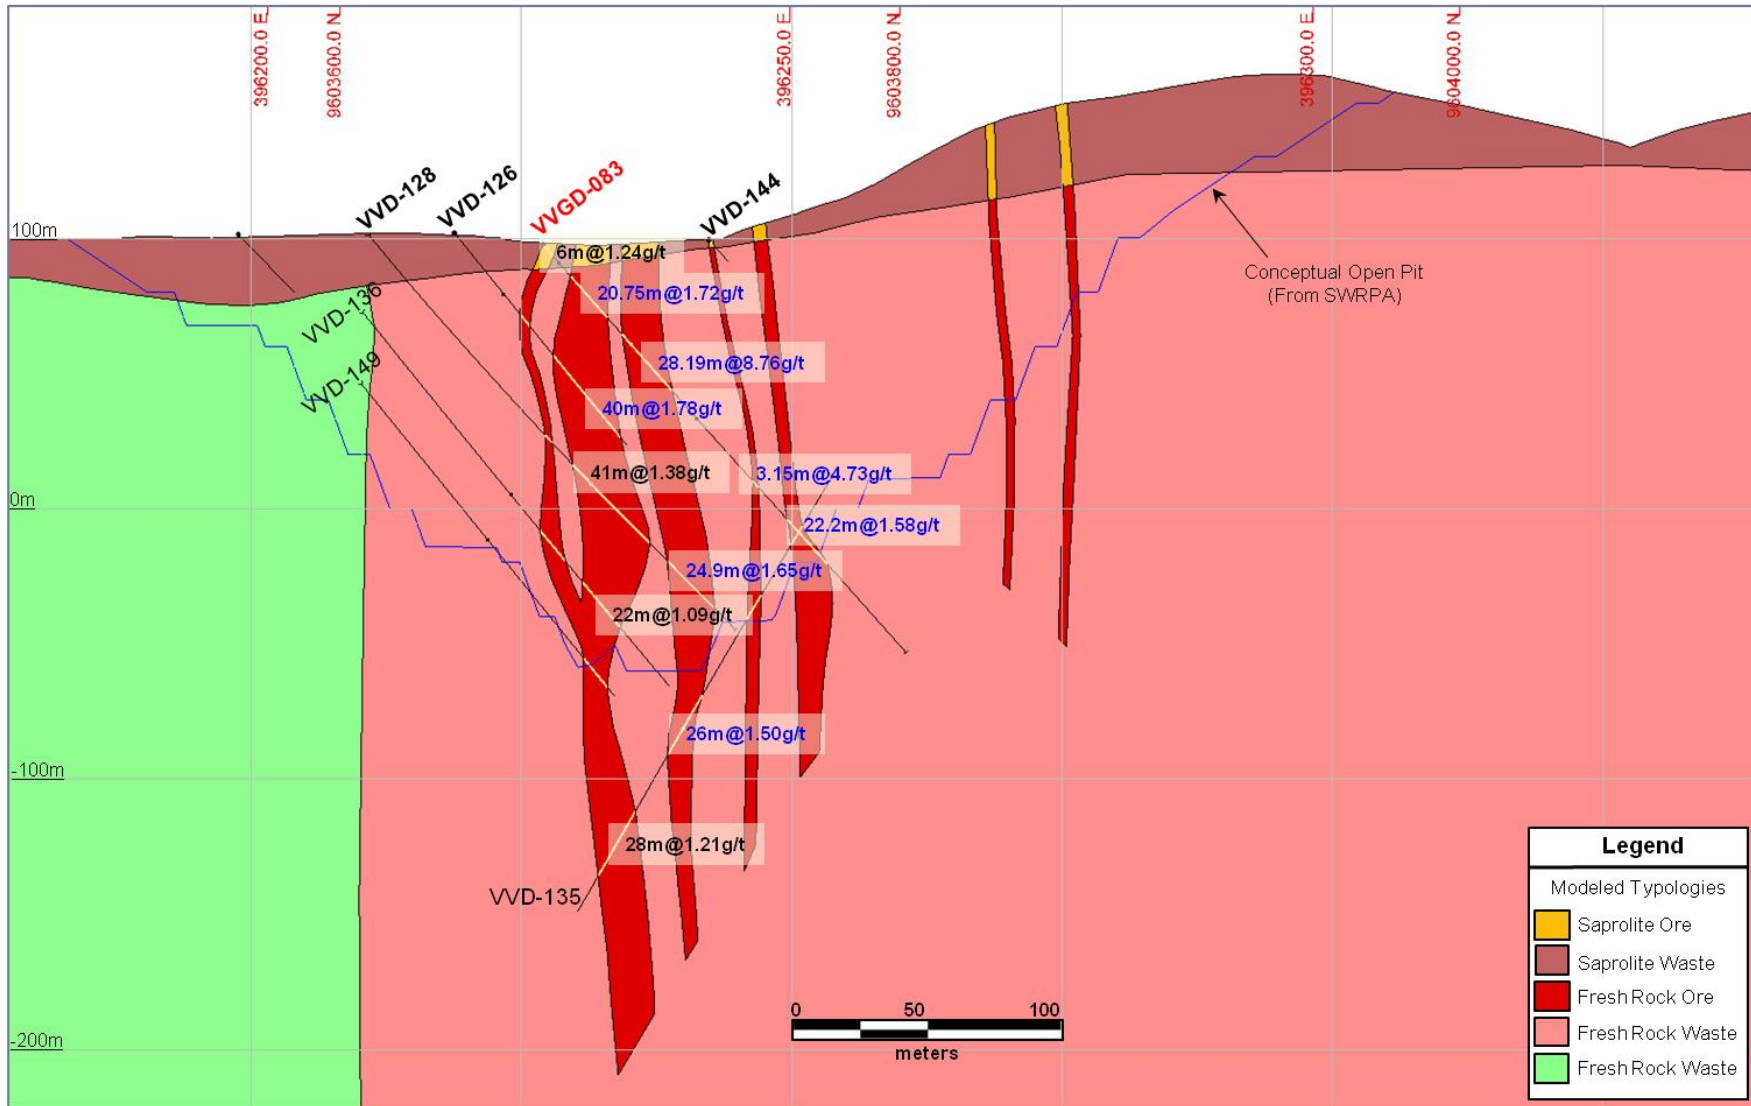 396200.0 E
9603600.0 N
396250.0 E
9603800.0 N
396300.0 E
9604000.0 N
VVD-128
VVD-126
VVGD-083
VVD-144
100m
6m@1.24g/t
20.75m@1.72g/t
Conceptual Open Pit
(From SWRPA)
VVD-136
28.19m@8.76g/t
VVD-149
40m@1.78g/t
41m@1.38g/t
3.15m@4.73g/t
0m
22.2m@1.58g/t
24.9m@1.65g/t
22m@1.09g/t
26m@1.50g/t
-100m
28m@1.21g/t
VVD-135
0 50 100
meters
-200m
Legend
Modeled Typologies
Saprolite Ore
Saprolite Waste
Fresh Rock Ore
Fresh Rock Waste
Fresh Rock Waste